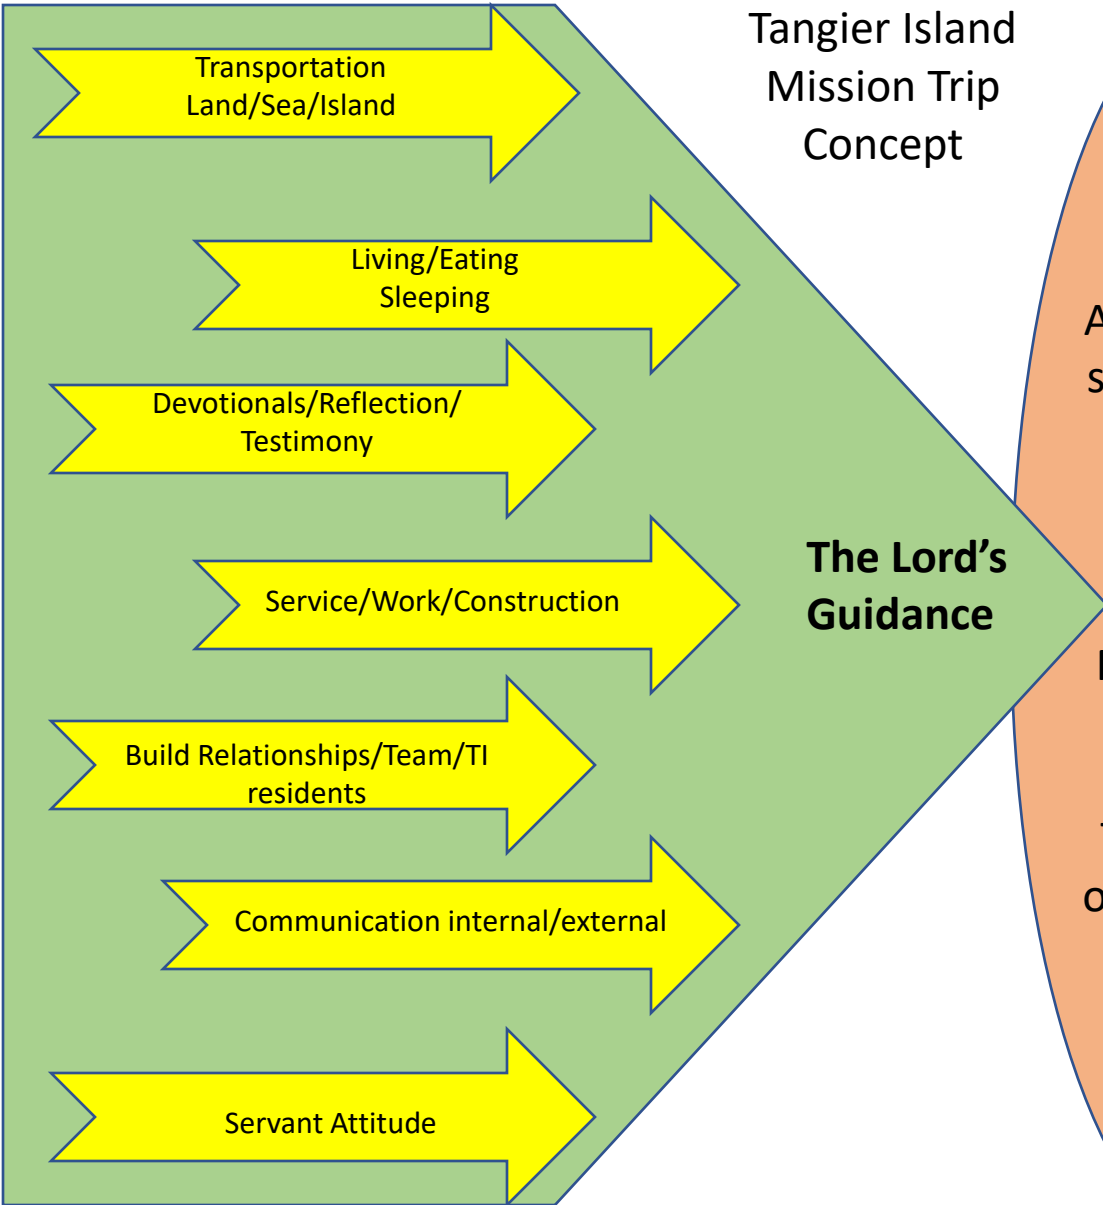 Tangier Island
Mission Trip
Concept
Transportation
Land/Sea/Island
Living/Eating
Sleeping
Devotionals/Reflection/
Testimony
Service/Work/Construction
The Lord’s
Guidance
Build Relationships/Team/TI
residents
Communication internal/external
Servant Attitude